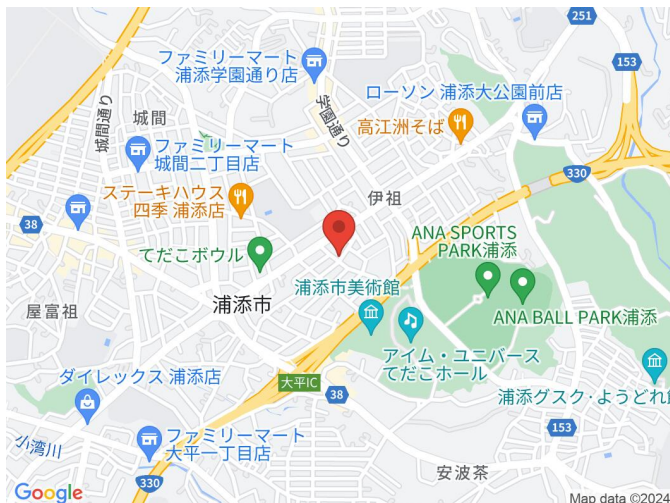 251
153
ファミリーマート
浦添学園通り店
ローソン 浦添大公園前店
城間通り
城間
学園通り
ファミリーマート
城間二丁目店
高江洲そば
330
ステーキハウス
四季 浦添店
伊祖
38
てだこボウル
ANA SPORTS
PARK浦添
浦添市美術館
浦添市
屋富祖
ANA BALL PARK浦添
アイム・ユニバース
てだこホール
ダイレックス 浦添店
大平IC
38
浦添グスク·ようどれ館
153
小湾川
ファミリーマート
大平一丁目店
安波茶
330
Google
Map data ©2024